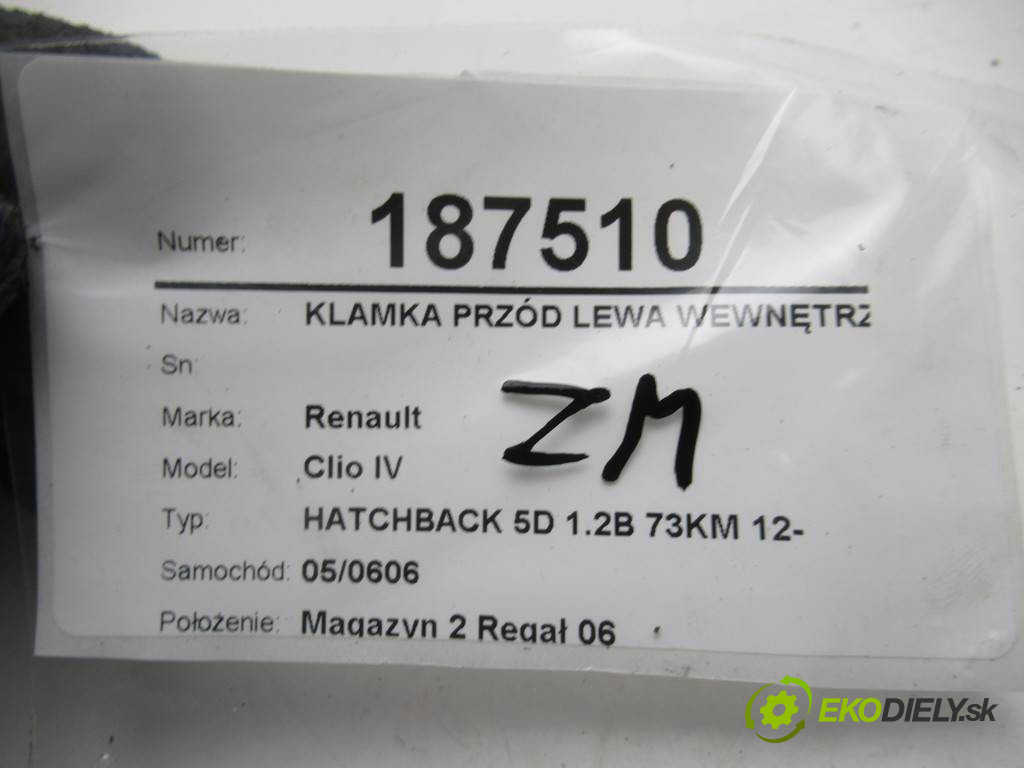 Numer: 187510
Nazwa: KLAMKA PRZÓD LEWA WEWNĘTRZ
Sn:
Marka: Renault
ZM
Model: Clio IV
Typ: HATCHBACK 5D 1.2B 73KM 12-
Samochód: 05/0606
Położenie: Magazyn 2 Regał 06
EKODIELY.sk